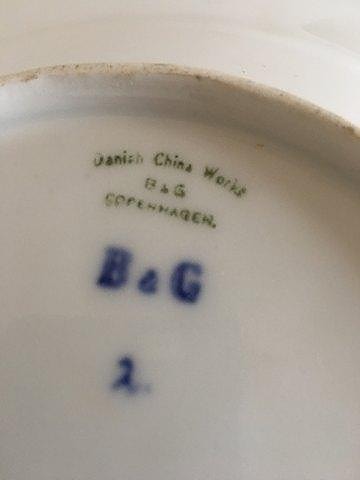 Danish China Works
B & G
COPENHAGEN.
B & G
2.